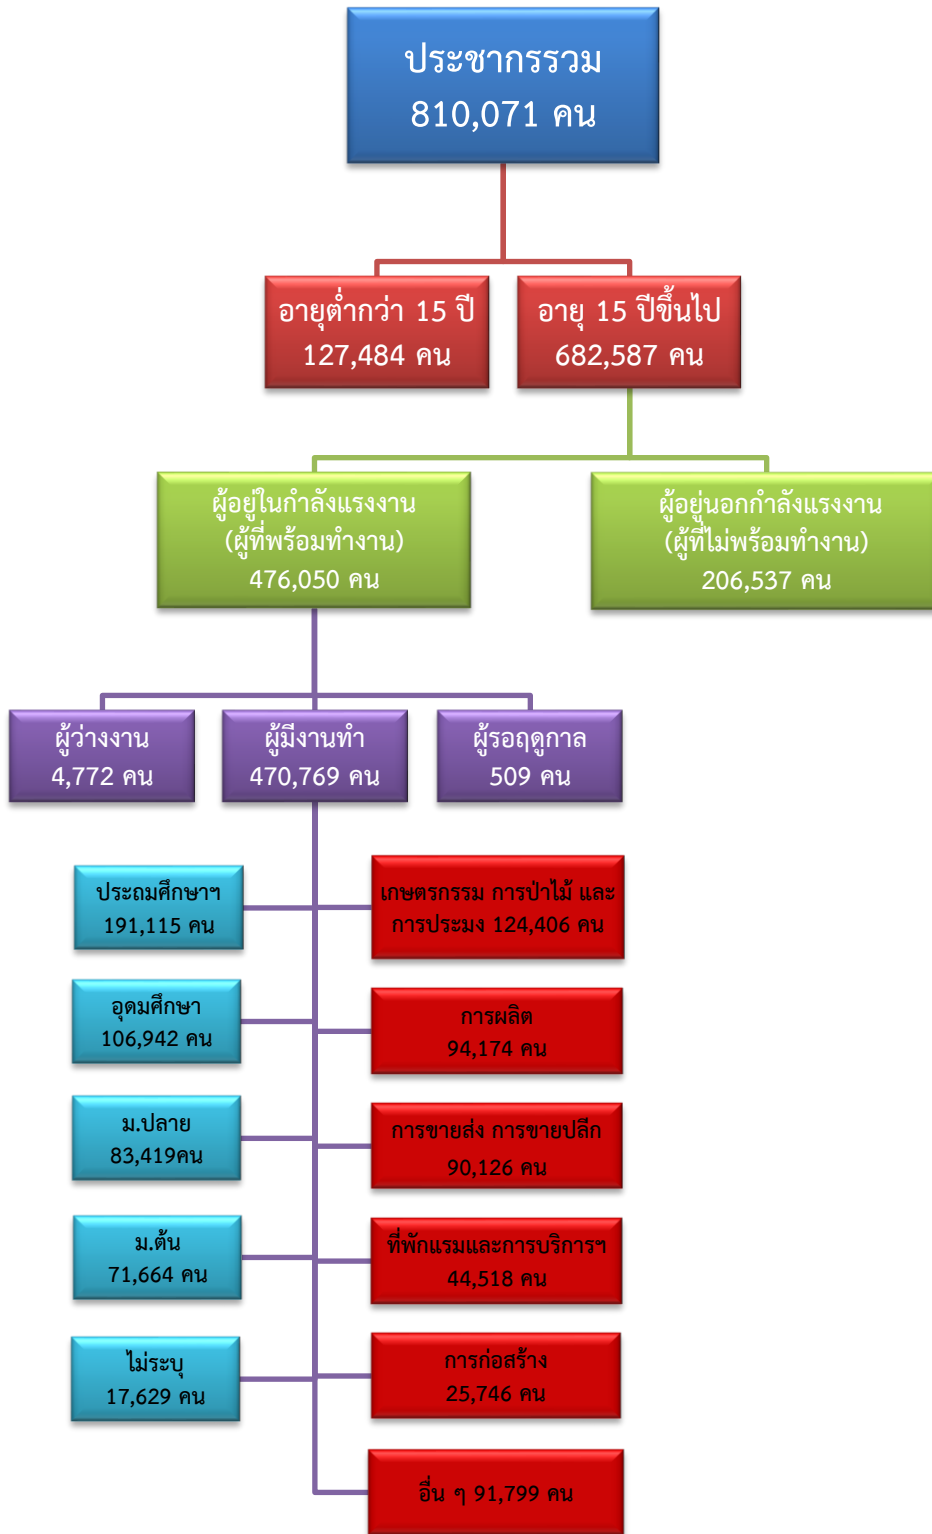 ประชากรรวม
810,071 คน
อายุต่ำกว่า 15 ปี
127,484 คน
อายุ 15 ปีขึ้นไป
682,587 คน
ผู้อยู่ในกำลังแรงงาน
(ผู้ที่พร้อมทำงาน)
476,050 คน
ผู้อยู่นอกกำลังแรงงาน
(ผู้ที่ไม่พร้อมทำงาน)
206,537 คน
ผู้ว่างงาน
4,772 คน
ผู้มีงานทำ
470,769 คน
ผู้รอฤดูกาล
509 คน
ประถมศึกษาฯ
191,115 คน
อุดมศึกษา
106,942 คน
ม.ปลาย
83,419คน
ม.ต้น
71,664 คน
ไม่ระบุ
17,629 คน
เกษตรกรรม การป่าไม้ และ
การประมง 124,406 คน
การผลิต
94,174 คน
การขายส่ง การขายปลีก
90,126 คน
ที่พักแรมและการบริการฯ
44,518 คน
การก่อสร้าง
25,746 คน
อื่น ๆ 91,799 คน